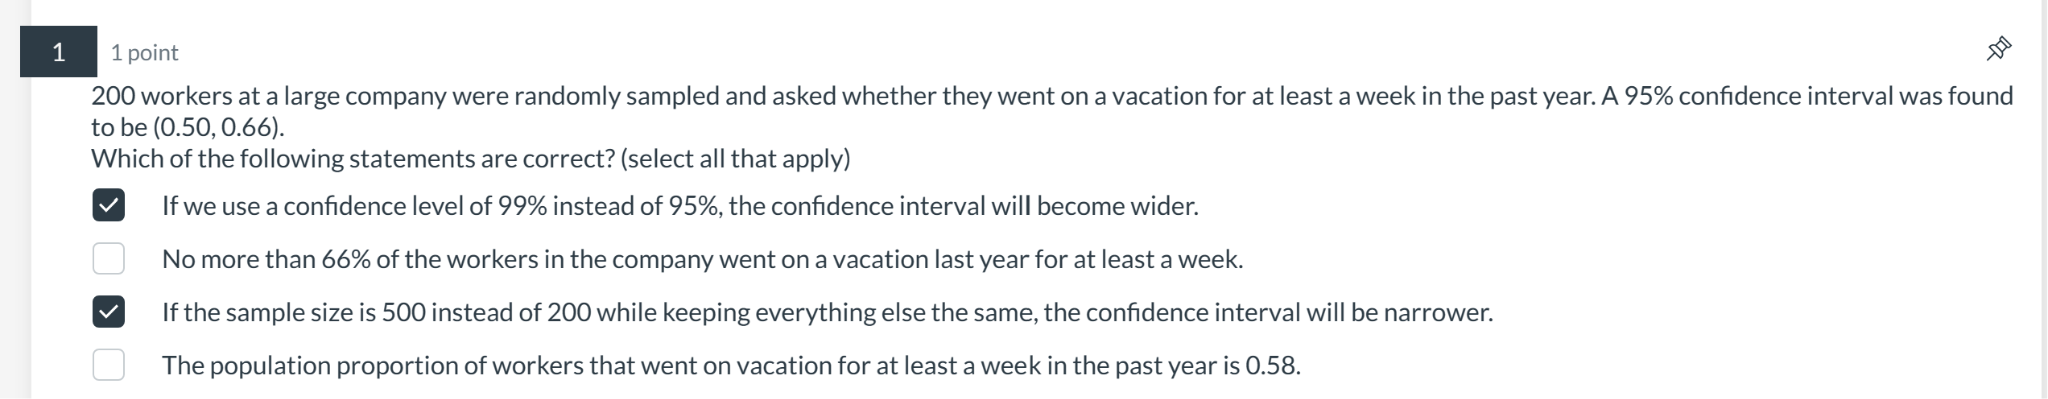 1 1 point
200 workers at a large company were randomly sampled and asked whether they went on a vacation for at least a week in the past year. A 95% confidence interval was found
to be (0.50, 0.66).
Which of the following statements are correct? (select all that apply)
If we use a confidence level of 99% instead of 95%, the confidence interval will become wider.
No more than 66% of the workers in the company went on a vacation last year for at least a week.
If the sample size is 500 instead of 200 while keeping everything else the same, the confidence interval will be narrower.
The population proportion of workers that went on vacation for at least a week in the past year is 0.58.